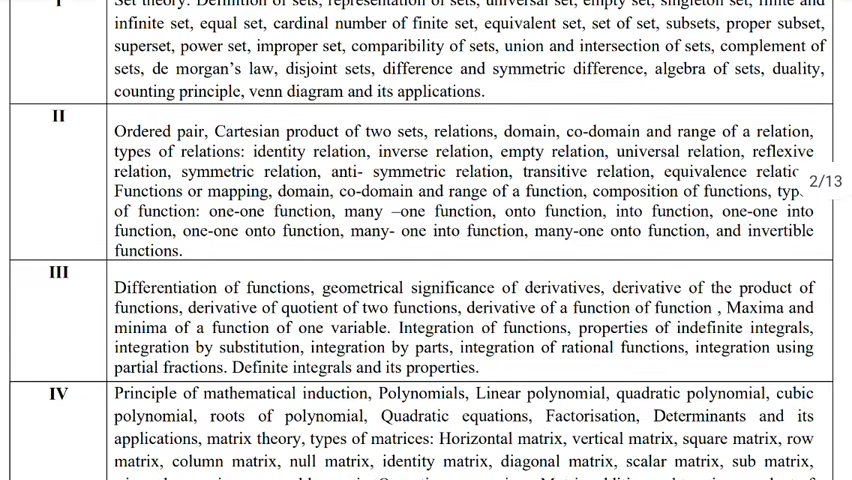 I
Set theory: Definition of sets, representation of sets, universal set, empty set, singleton set, finite and
infinite set, equal set, cardinal number of finite set, equivalent set, set of set, subsets, proper subset,
superset, power set, improper set, comparibility of sets, union and intersection of sets, complement of
sets, de morgan's law, disjoint sets, difference and symmetric difference, algebra of sets, duality,
counting principle, venn diagram and its applications.
II
Ordered pair, Cartesian product of two sets, relations, domain, co-domain and range of a relation,
types of relations: identity relation, inverse relation, empty relation, universal relation, reflexive
relation, symmetric relation, anti- symmetric relation, transitive relation, equivalence relatio
2/13
Functions or mapping, domain, co-domain and range of a function, composition of functions, typ
of function: one-one function, many –one function, onto function, into function, one-one into
function, one-one onto function, many- one into function, many-one onto function, and invertible
functions.
III
Differentiation of functions, geometrical significance of derivatives, derivative of the product of
functions, derivative of quotient of two functions, derivative of a function of function , Maxima and
minima of a function of one variable. Integration of functions, properties of indefinite integrals,
integration by substitution, integration by parts, integration of rational functions, integration using
partial fractions. Definite integrals and its properties.
IV
Principle of mathematical induction, Polynomials, Linear polynomial, quadratic polynomial, cubic
polynomial, roots of polynomial, Quadratic equations, Factorisation, Determinants and its
applications, matrix theory, types of matrices: Horizontal matrix, vertical matrix, square matrix, row
matrix, column matrix, null matrix, identity matrix, diagonal matrix, scalar matrix, sub matrix,